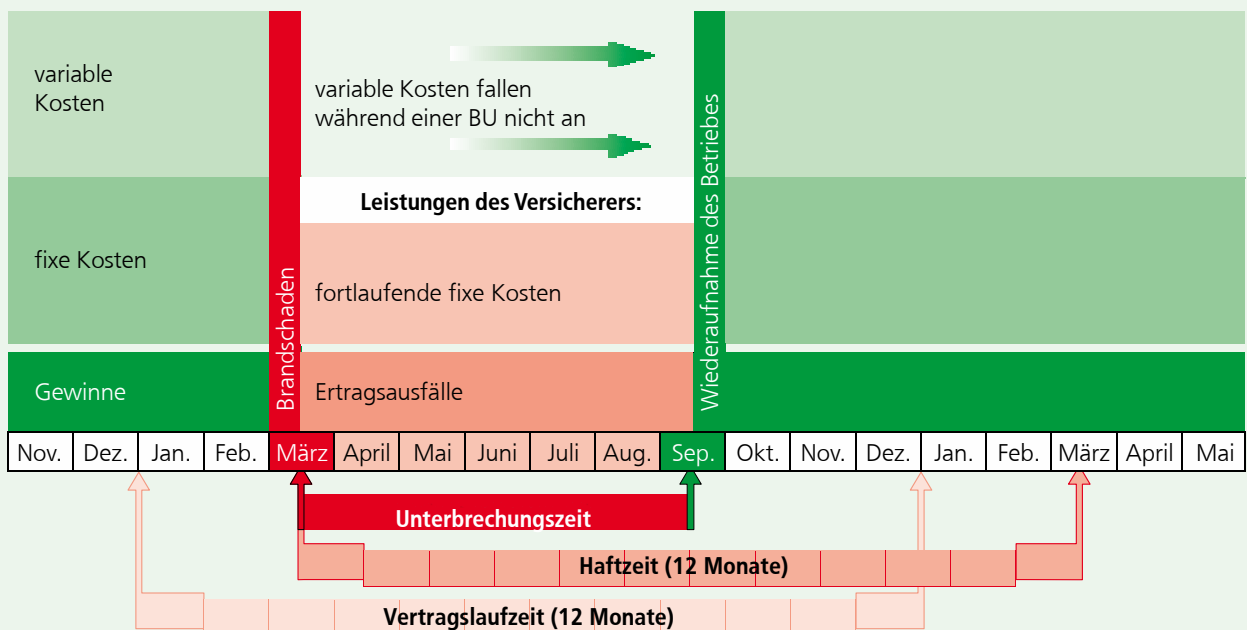 variable
Kosten
variable Kosten fallen
während einer BU nicht an
Leistungen des Versicherers:
fixe Kosten
fortlaufende fixe Kosten
Brandschaden
Wiederaufnahme des Betriebes
Gewinne
Ertragsausfälle
Nov. Dez. Jan. Feb. März April Mai Juni Juli Aug. Sep. Okt. Nov. Dez. Jan. Feb. März April Mai
Unterbrechungszeit
Haftzeit (12 Monate)
Vertragslaufzeit (12 Monate)